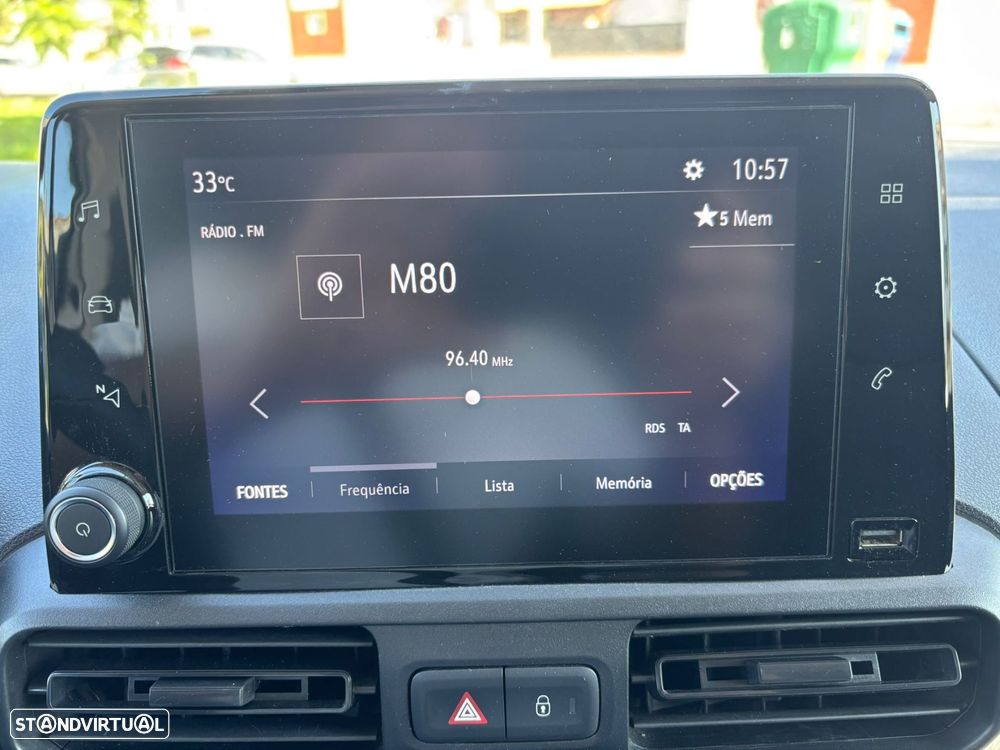 33°C
10:57
RÁDIO . FM
5 Mem
M80
96.40 MHz
RDS TA
FONTES Frequência Lista Memória OPÇÕES
N
STANDVIRTUAL